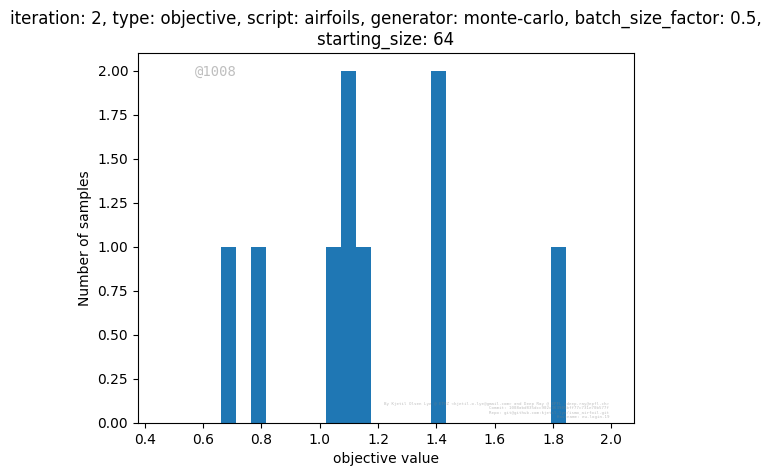 iteration: 2, type: objective, script: airfoils, generator: monte-carlo, batch_size_factor: 0.5,
starting_size: 64
@1008
2.00
1.75
1.50
1.25
1.00
0.75
0.50
0.25
0.00
Number of samples
0.4 0.6 0.8 1.0 1.2 1.4 1.6 1.8 2.0
objective value